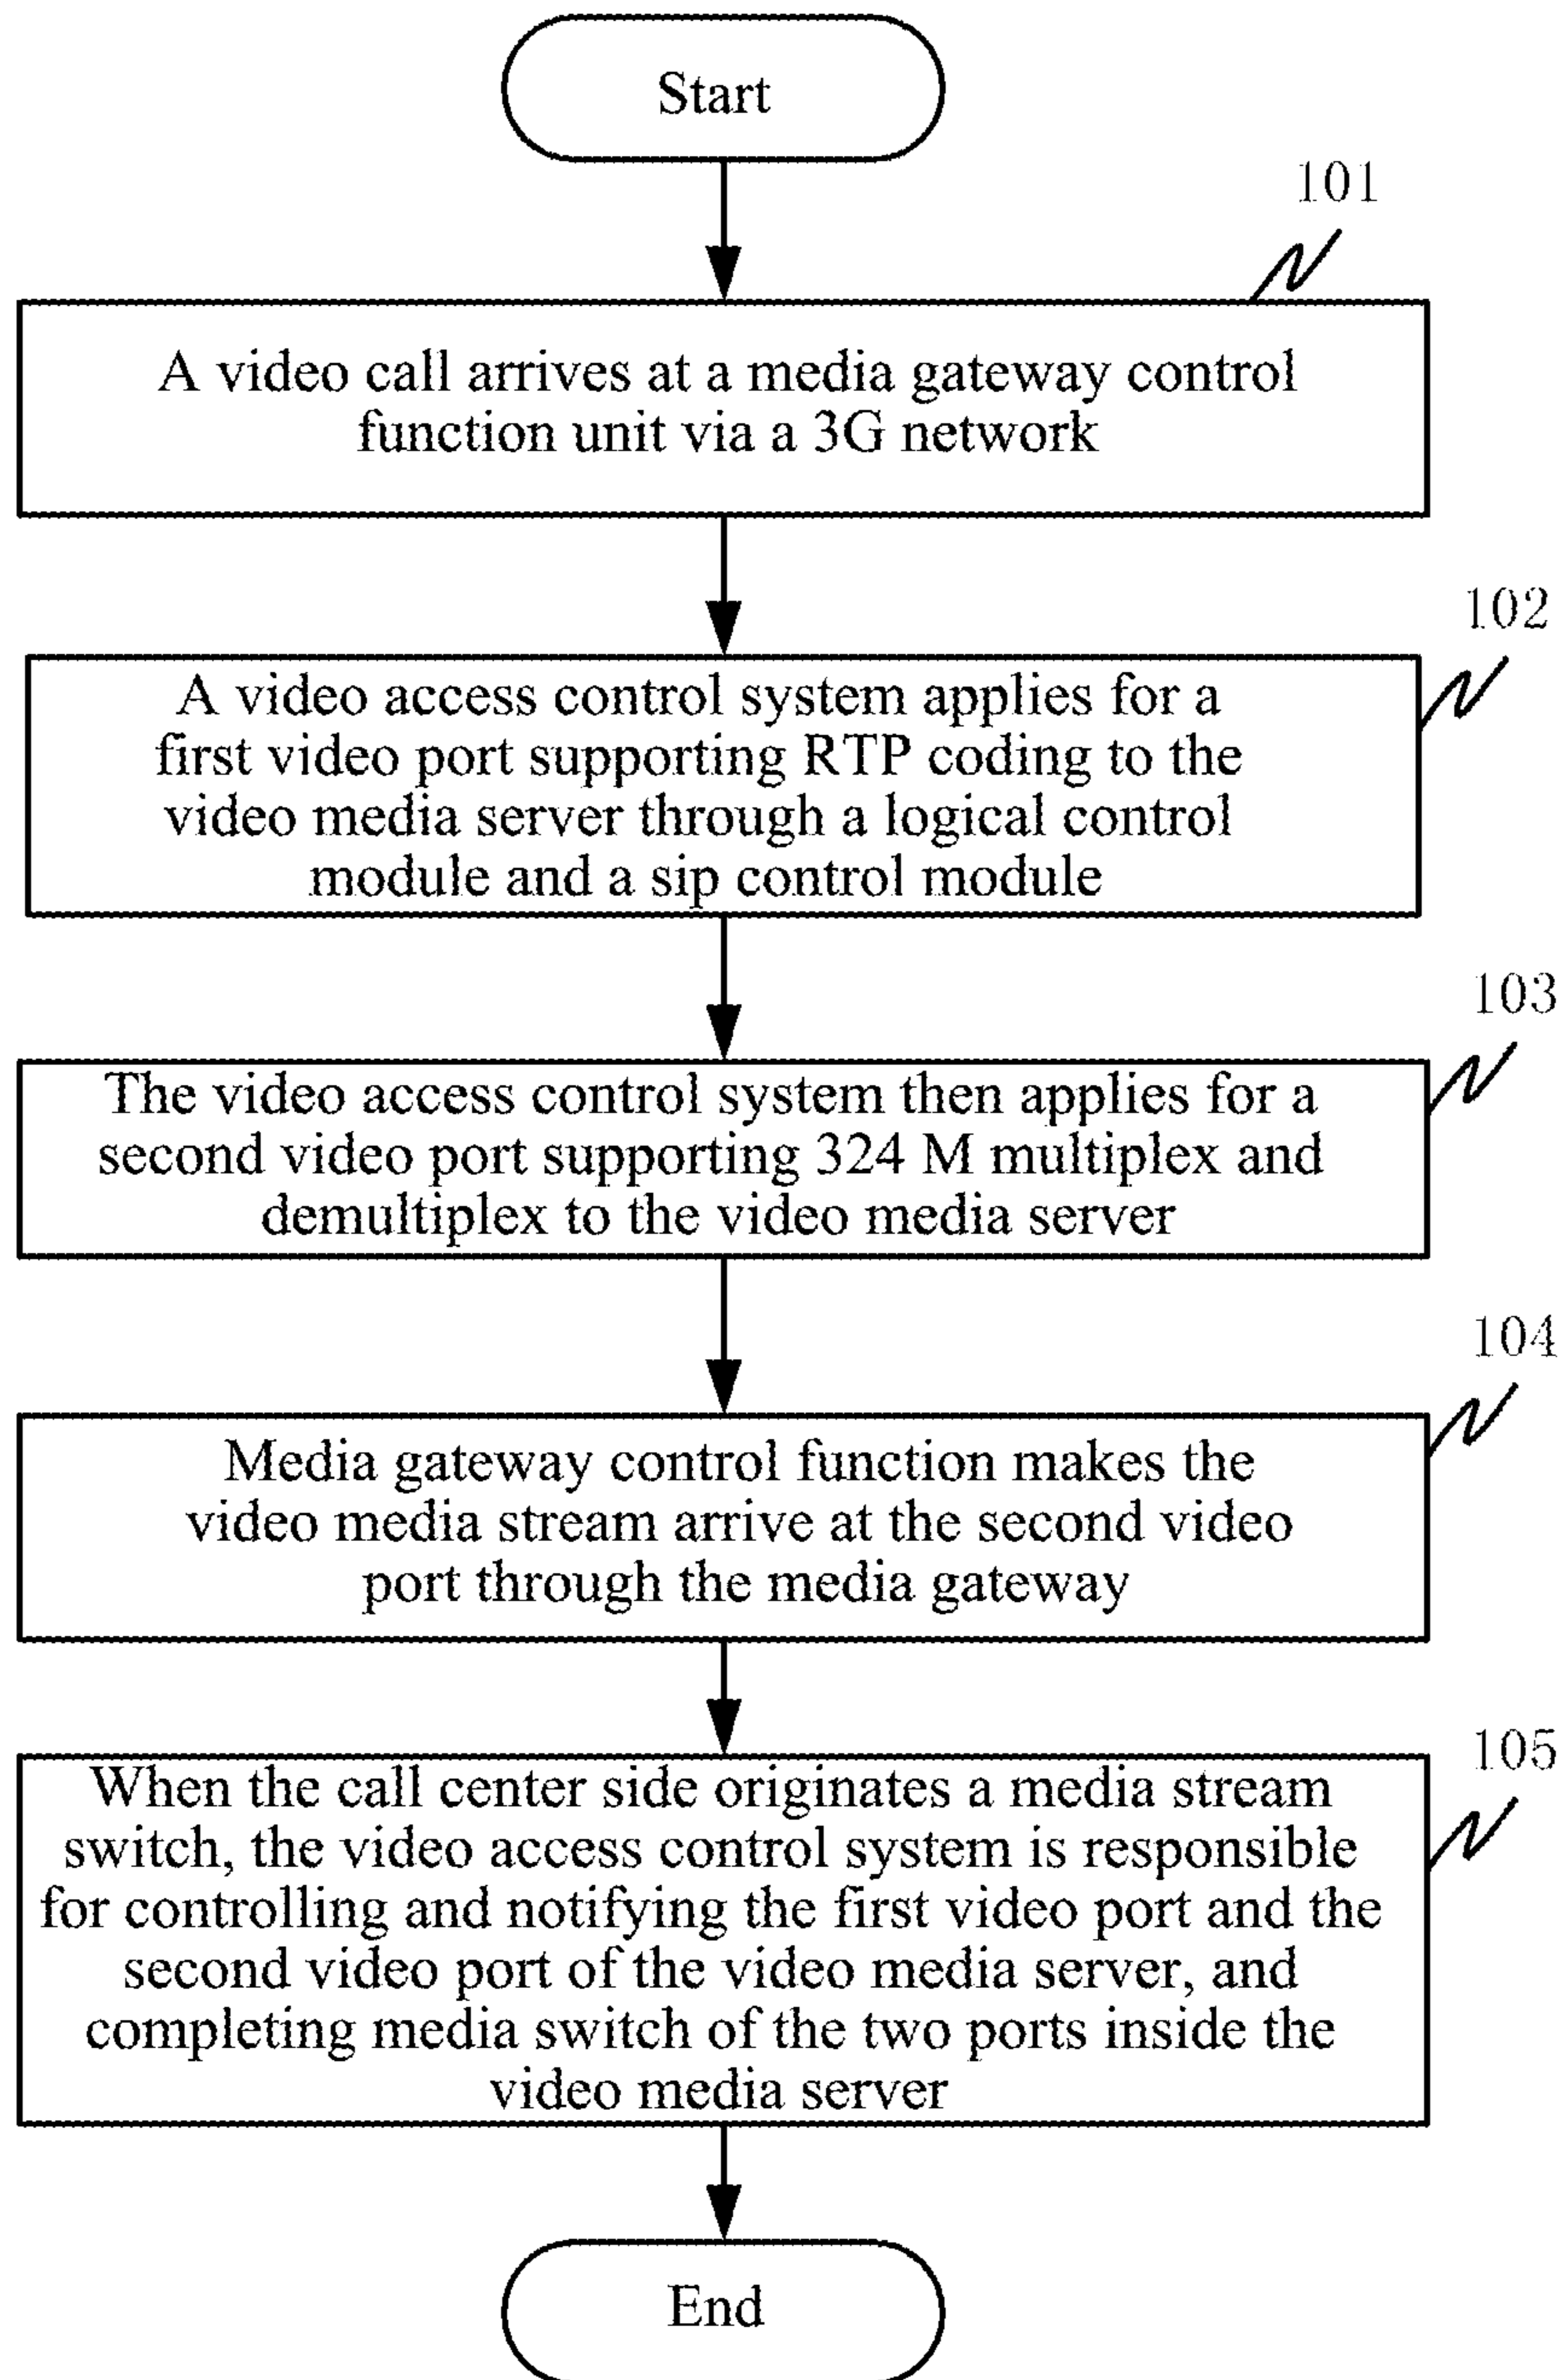 Start
101
A video call arrives at a media gateway control
function unit via a 3G network
102
A video access control system applies for a
first video port supporting RTP coding to the
video media server through a logical control
module and a sip control module
103
The video access control system then applies for a
second video port supporting 324 M multiplex and
demultiplex to the video media server
104
Media gateway control function makes the
video media stream arrive at the second video
port through the media gateway
105
When the call center side originates a media stream
switch, the video access control system is responsible
for controlling and notifying the first video port and the
second video port of the video media server, and
completing media switch of the two ports inside the
video media server
End